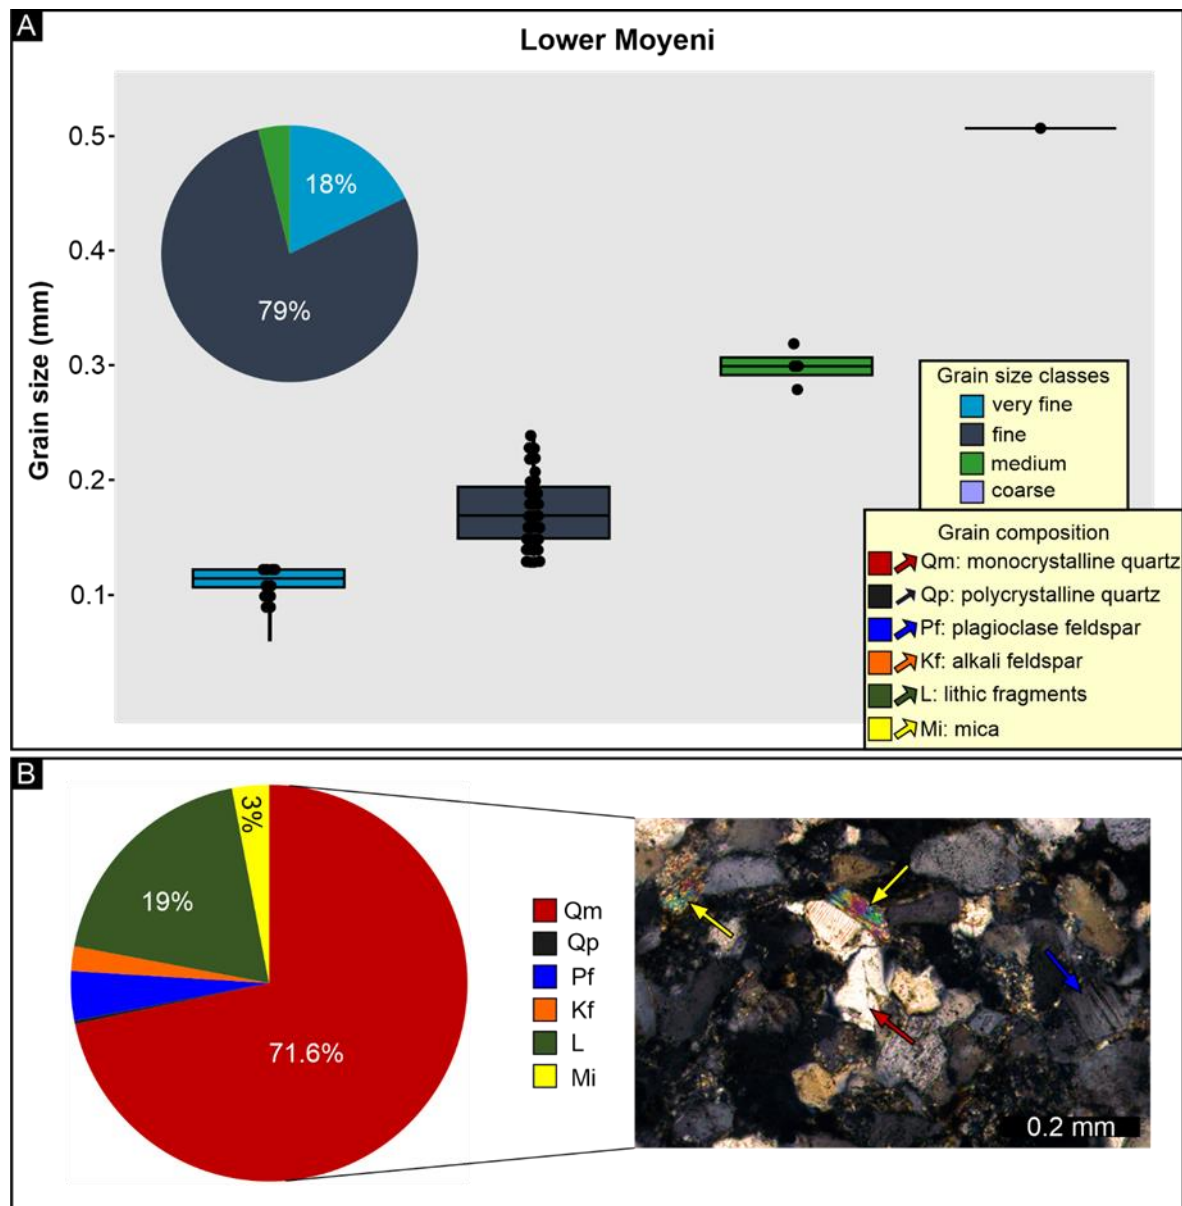 A
Lower Moyeni
Grain size (mm)
0.5
0.4
0.3
0.2
0.1
18%
79%
Grain size classes
very fine
fine
medium
coarse
Grain composition
Qm: monocrystalline quartz
Qp: polycrystalline quartz
Pf: plagioclase feldspar
Kf: alkali feldspar
L: lithic fragments
Mi: mica
B
3%
19%
71.6%
Qm
Qp
Pf
Kf
L
Mi
0.2 mm